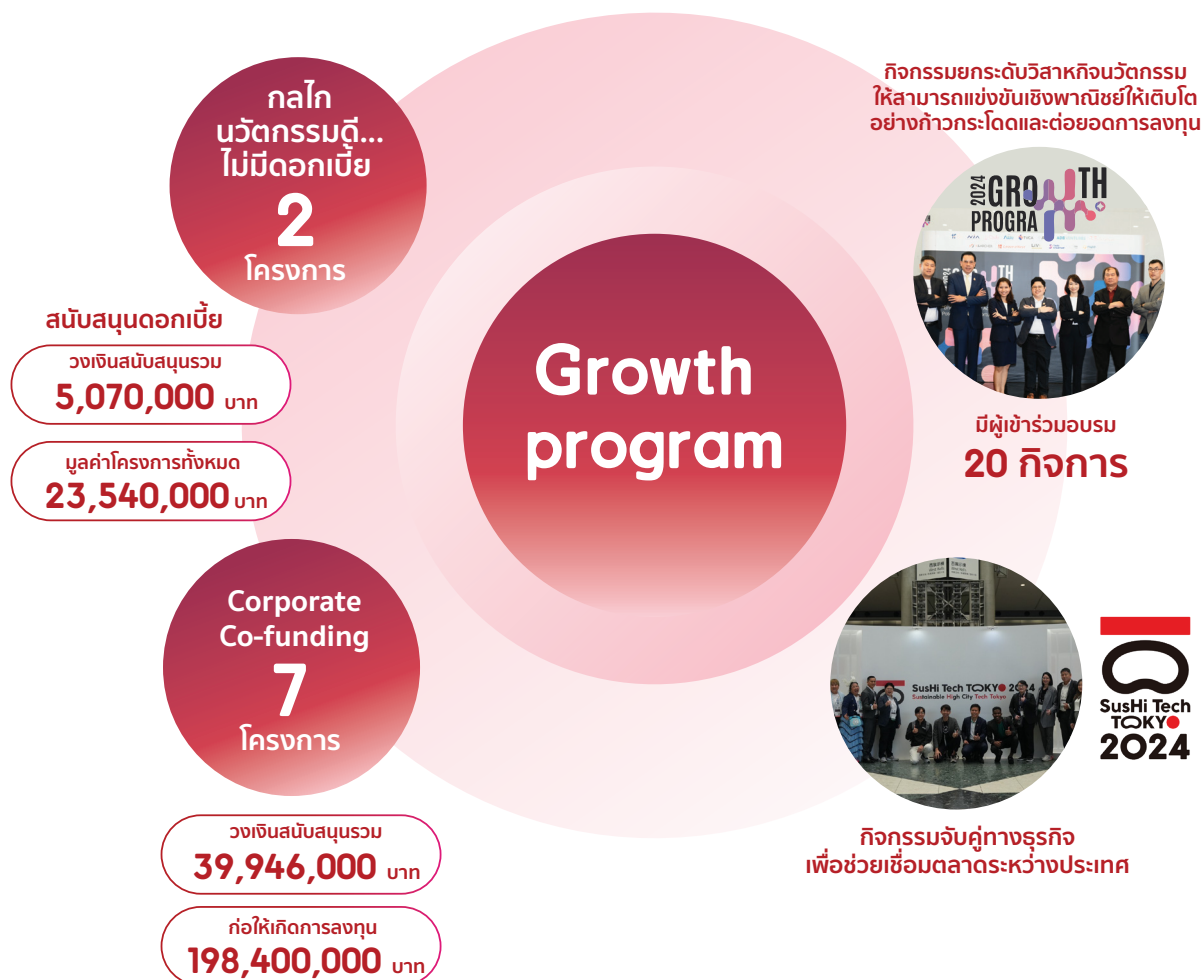 กลไก
นวัตกรรมดี...
ไม่มีดอกเบี้ย
2
โครงการ
สนับสนุนดอกเบี้ย
วงเงินสนับสนุนรวม
5,070,000 บาท
มูลค่าโครงการทั้งหมด
23,540,000 บาท
Corporate
Co-funding
7
โครงการ
วงเงินสนับสนุนรวม
39,946,000 บาท
ก่อให้เกิดการลงทุน
198,400,000 บาท
Growth
program
กิจกรรมยกระดับวิสาหกิจนวัตกรรม
ให้สามารถแข่งขันเชิงพาณิชย์ให้เติบโต
อย่างก้าวกระโดดและต่อยอดการลงทุน
2024
GROWTH
PROGRAM
มีผู้เข้าร่วมอบรม
20 กิจการ
SusHi Tech TOKYO 2024
Sustainable High City Tech Tokyo
SusHi Tech
TOKYO
2024
กิจกรรมจับคู่ทางธุรกิจ
เพื่อช่วยเชื่อมตลาดระหว่างประเทศ